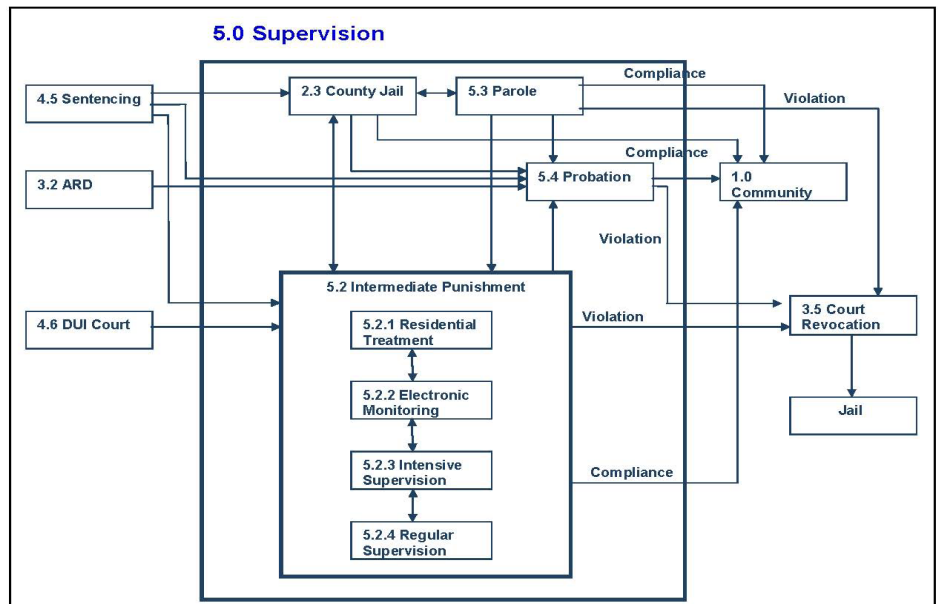 5.0 Supervision
Compliance
4.5 Sentencing
2.3 County Jail
5.3 Parole
Violation
Compliance
3.2 ARD
5.4 Probation
1.0
Community
Violation
5.2 Intermediate Punishment
4.6 DUI Court
5.2.1 Residential
Treatment
Violation
3.5 Court
Revocation
5.2.2 Electronic
Monitoring
Jail
5.2.3 Intensive
Supervision
Compliance
5.2.4 Regular
Supervision